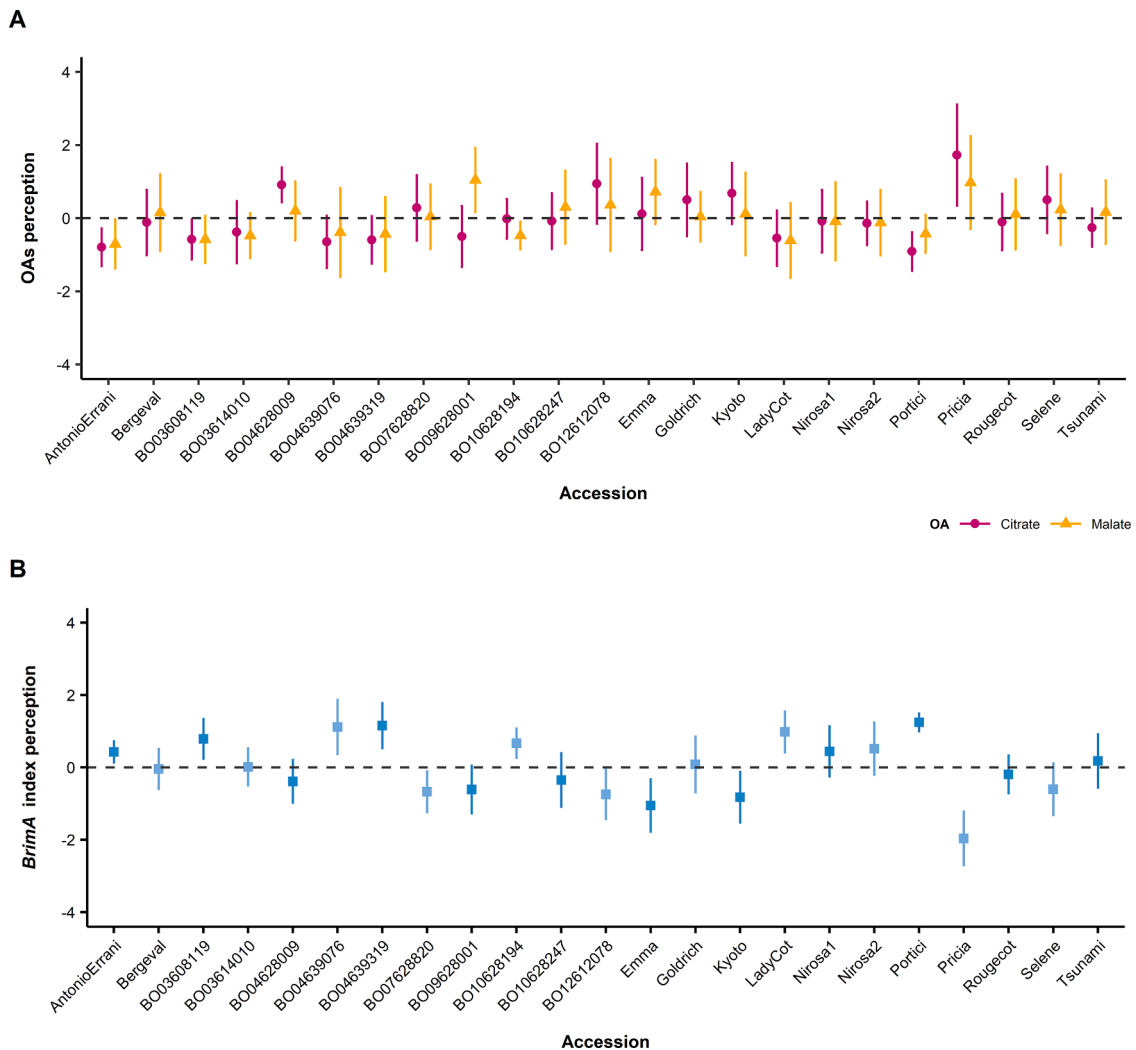 A
OAs perception
4
2
0
-2
-4
AntonioErrani
Bergeval
BO03608119
BO03614010
BO04628009
BO04639076
BO04639319
BO07628820
BO09628001
BO10628194
BO10628247
BO12612078
Emma
Goldrich
Kyoto
LadyCot
Nirosa1
Nirosa2
Portici
Pricia
Rougecot
Selene
Tsunami
Accession
OA Citrate Malate
B
BrimA index perception
4
2
0
-2
-4
AntonioErrani
Bergeval
BO03608119
BO03614010
BO04628009
BO04639076
BO04639319
BO07628820
BO09628001
BO10628194
BO10628247
BO12612078
Emma
Goldrich
Kyoto
LadyCot
Nirosa1
Nirosa2
Portici
Pricia
Rougecot
Selene
Tsunami
Accession